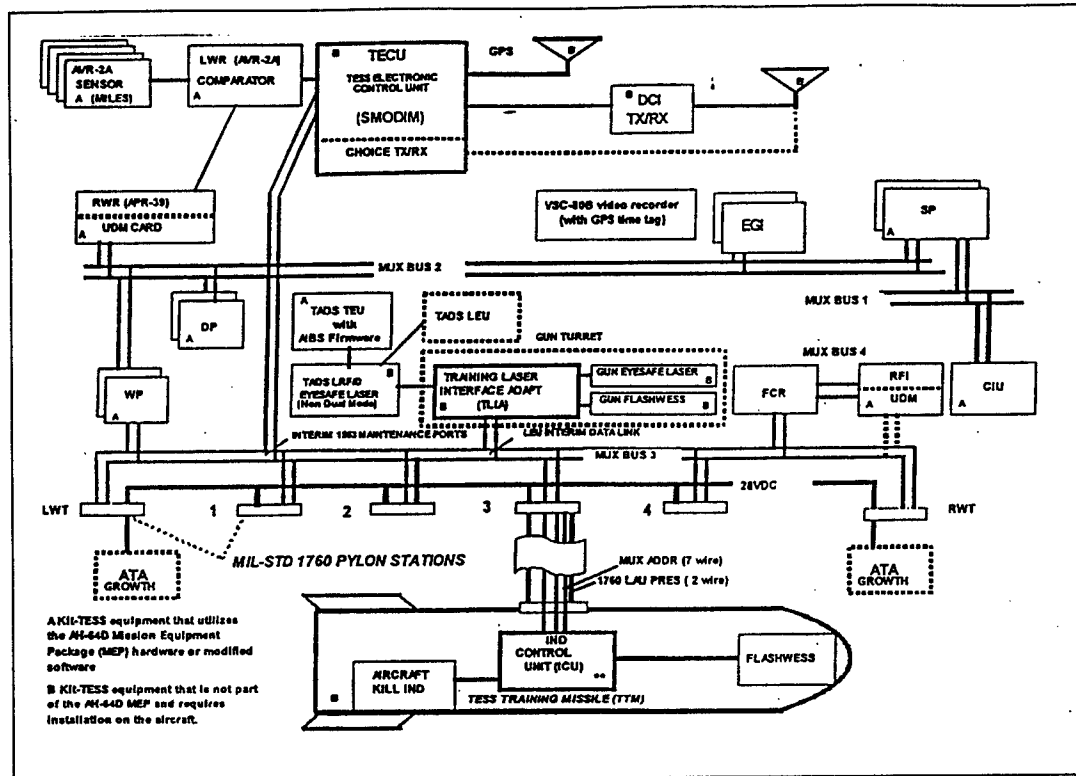 B TECU
TESS ELECTRONIC
CONTROL UNIT
(SMODIM)
CHOICE TX/RX
AVR-2A
SENSOR
A (MILES)
LWR (AVR-2A)
COMPARATOR
A
GPS
B
B DCI
TX/RX
B
RWR (APR-39)
UDM CARD
A
VSC-80B video recorder
(with GPS time tag)
EGI
SP
A
MUX BUS 2
MUX BUS 1
DP
A
A TADS TEU
with
AIBS Firmware
TADS LEU
GUN TURRET
MUX BUS 4
WP
A
B
TADS LRF/D
EYESAFE LASER
(Non Dual Mode)
TRAINING LASER
INTERFACE ADAPT
B (TLIA)
GUN EYESAFE LASER B
GUN FLASHWESS B
FCR
RFI
A UDM
CIU
A
INTERIM 1553 MAINTENANCE PORTS
LEU INTERIM DATA LINK
MUX BUS 3
28VDC
LWT
1
2
3
4
RWT
MIL-STD 1760 PYLON STATIONS
ATA
GROWTH
ATA
GROWTH
MUX ADDR (7 wire)
1760 LAU PRES (2 wire)
A Kit-TESS equipment that utilizes
the AH-64D Mission Equipment
Package (MEP) hardware or modified
software
B Kit-TESS equipment that is not part
of the AH-64D MEP and requires
installation on the aircraft.
IND
CONTROL
UNIT (ICU)
**
FLASHWESS
B
AIRCRAFT
KILL IND
TESS TRAINING MISSILE (TTM)